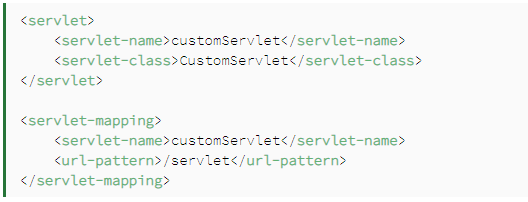 <servlet>
    <servlet-name>customServlet</servlet-name>
    <servlet-class>CustomServlet</servlet-class>
</servlet>

<servlet-mapping>
    <servlet-name>customServlet</servlet-name>
    <url-pattern>/servlet</url-pattern>
</servlet-mapping>